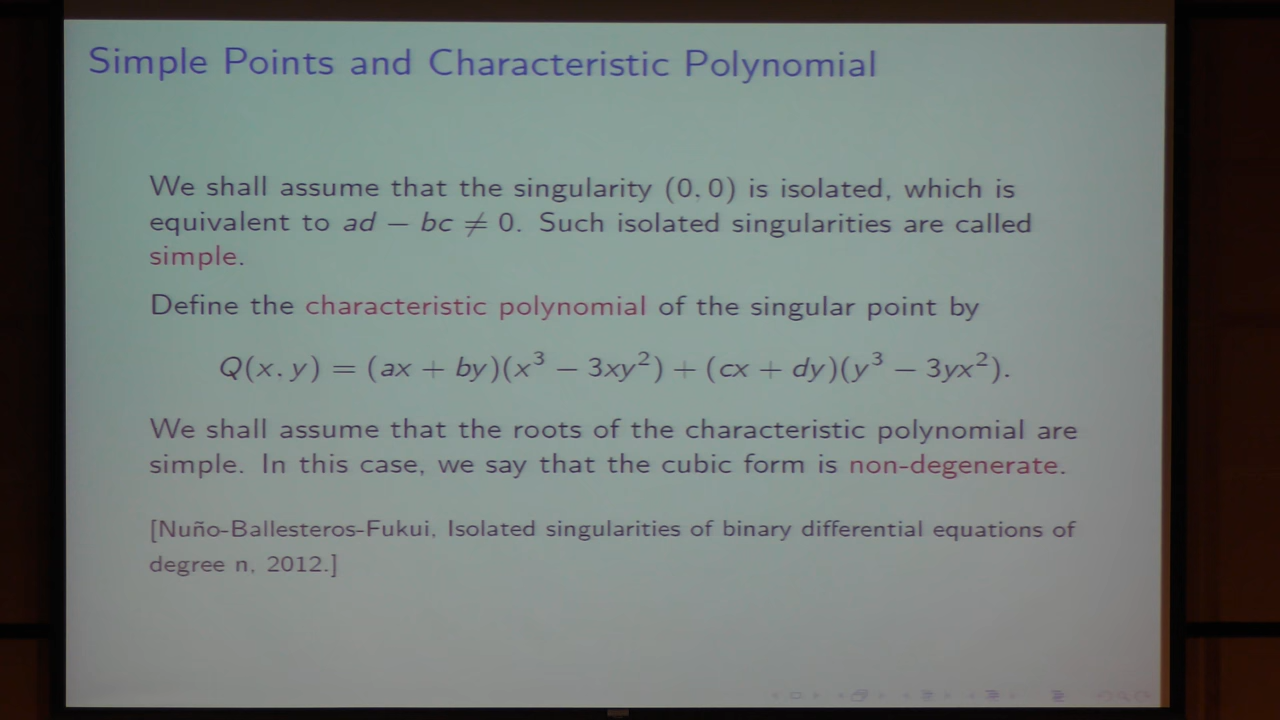 Simple Points and Characteristic Polynomial
We shall assume that the singularity (0, 0) is isolated, which is
equivalent to ad − bc ≠ 0. Such isolated singularities are called
simple.
Define the characteristic polynomial of the singular point by
Q(x, y) = (ax + by)(x³ − 3xy²) + (cx + dy)(y³ − 3yx²).
We shall assume that the roots of the characteristic polynomial are
simple. In this case, we say that the cubic form is non-degenerate.
[Nuño-Ballesteros-Fukui, Isolated singularities of binary differential equations of
degree n, 2012.]